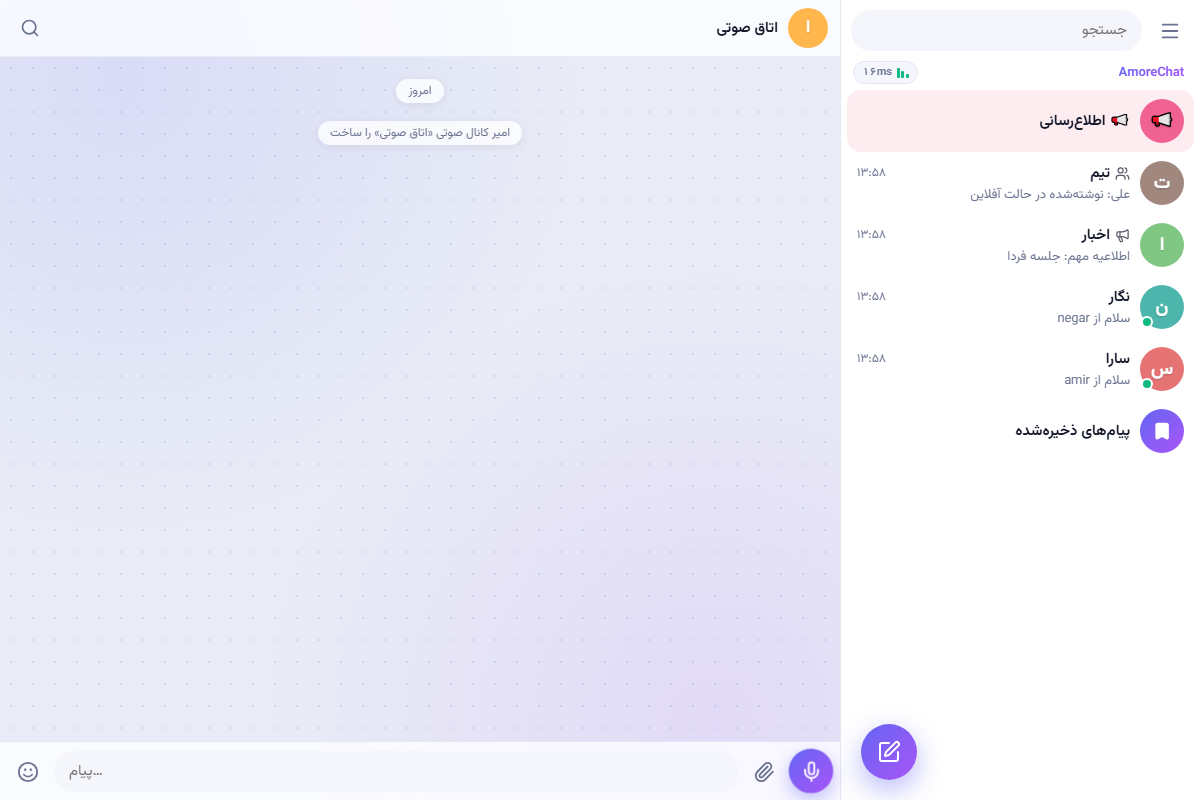 جستجو
AmoreChat
۱۶ms
📢 اطلاع‌رسانی
ت
تیم
۱۳:۵۸
علی: نوشته‌شده در حالت آفلاین
ا
اخبار
۱۳:۵۸
اطلاعیه مهم: جلسه فردا
ن
نگار
۱۳:۵۸
سلام از negar
س
سارا
۱۳:۵۸
سلام از amir
پیام‌های ذخیره‌شده
ا
اتاق صوتی
امروز
امیر کانال صوتی «اتاق صوتی» را ساخت
پیام…